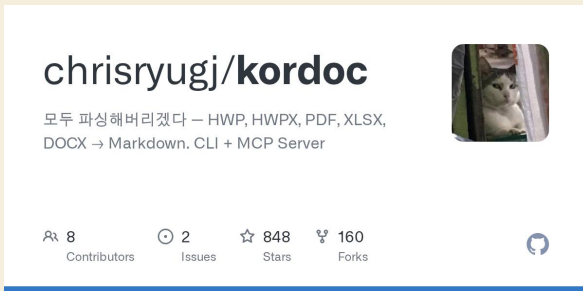 chrisryugj/kordoc
모두 파싱해버리겠다 — HWP, HWPX, PDF, XLSX,
DOCX → Markdown. CLI + MCP Server
8
Contributors
2
Issues
848
Stars
160
Forks